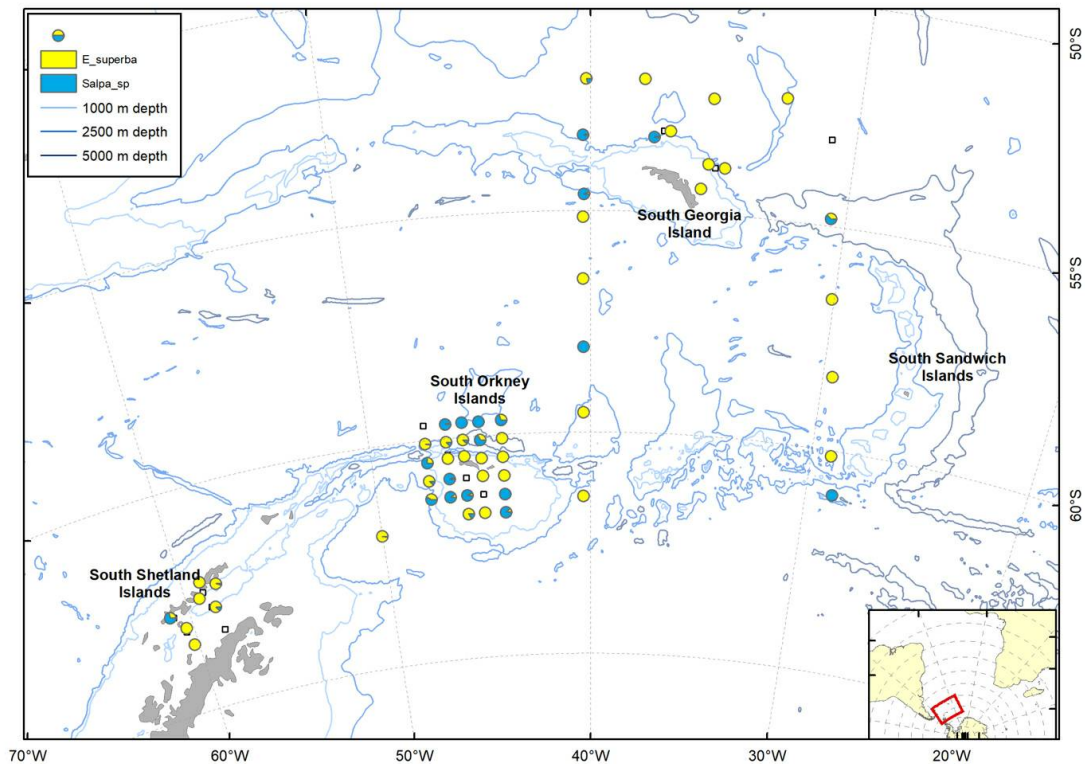 E_superba
Salpa_sp
1000 m depth
2500 m depth
5000 m depth
50°S
South Georgia
Island
55°S
South Sandwich
Islands
South Orkney
Islands
60°S
South Shetland
Islands
70°W
60°W
50°W
40°W
30°W
20°W